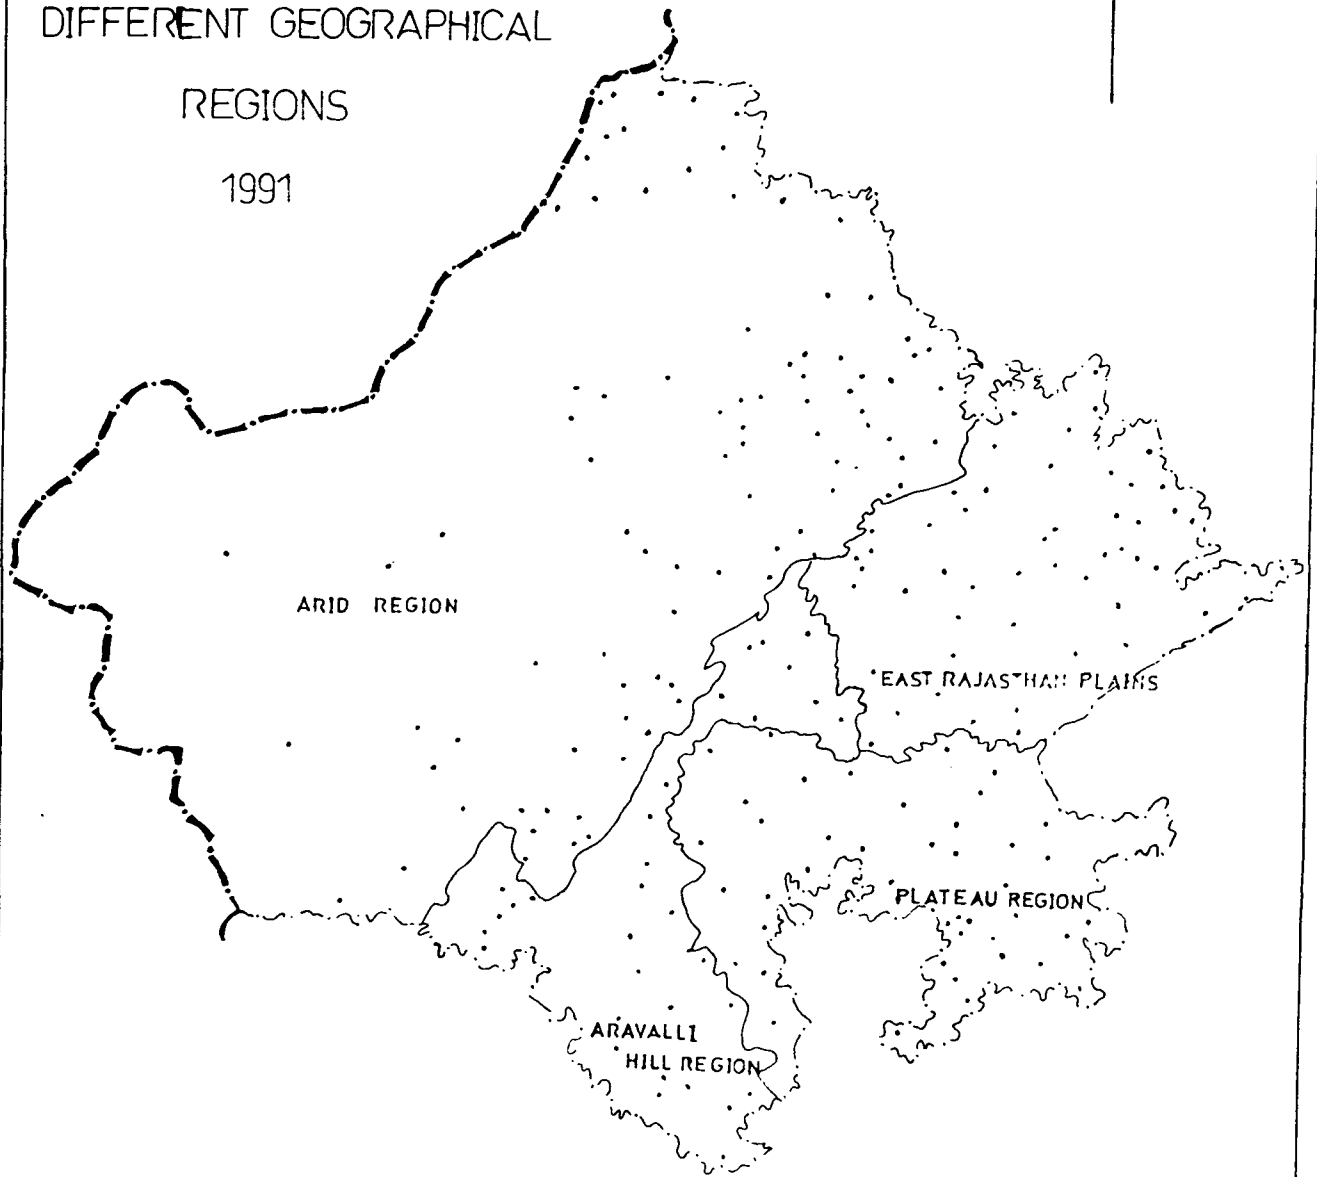 DIFFERENT GEOGRAPHICAL
REGIONS
1991
ARID REGION
EAST RAJASTHAN PLAINS
PLATEAU REGION
ARAVALLI
HILL REGION